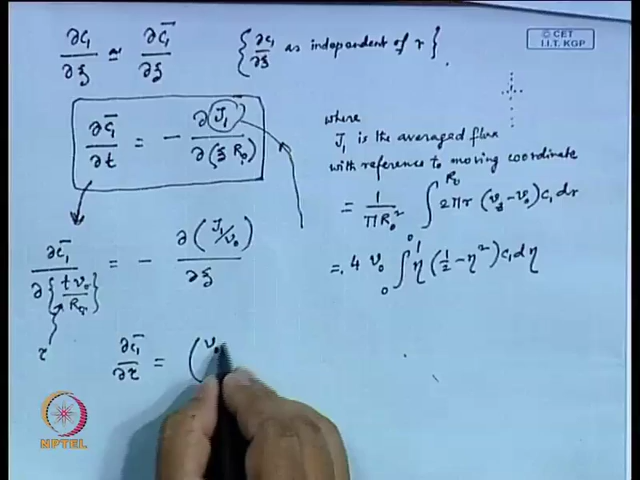 ∂c₁/∂ξ ≃ ∂c̄₁/∂ξ { ∂c₁/∂ξ as independent of r } .
© CET
I.I.T. KGP
∂c̄₁/∂t = − ∂J₁/∂(ξ R₀)
where
J₁ is the averaged flux
with reference to moving coordinate
= 1/(πR₀²) ∫₀^R₀ 2πr (v_z − v₀) c₁ dr
∂c̄₁/∂{t v₀/R₀} = − ∂(J₁/v₀)/∂ξ
= 4 v₀ ∫₀¹ η (1/2 − η²) c₁ dη
τ
∂c̄₁/∂τ = (v₀
NPTEL